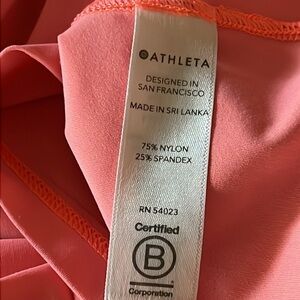 ATHLETA
DESIGNED IN
SAN FRANCISCO
MADE IN SRI LANKA
75% NYLON
25% SPANDEX
RN 54023
Certified
B
Corporation